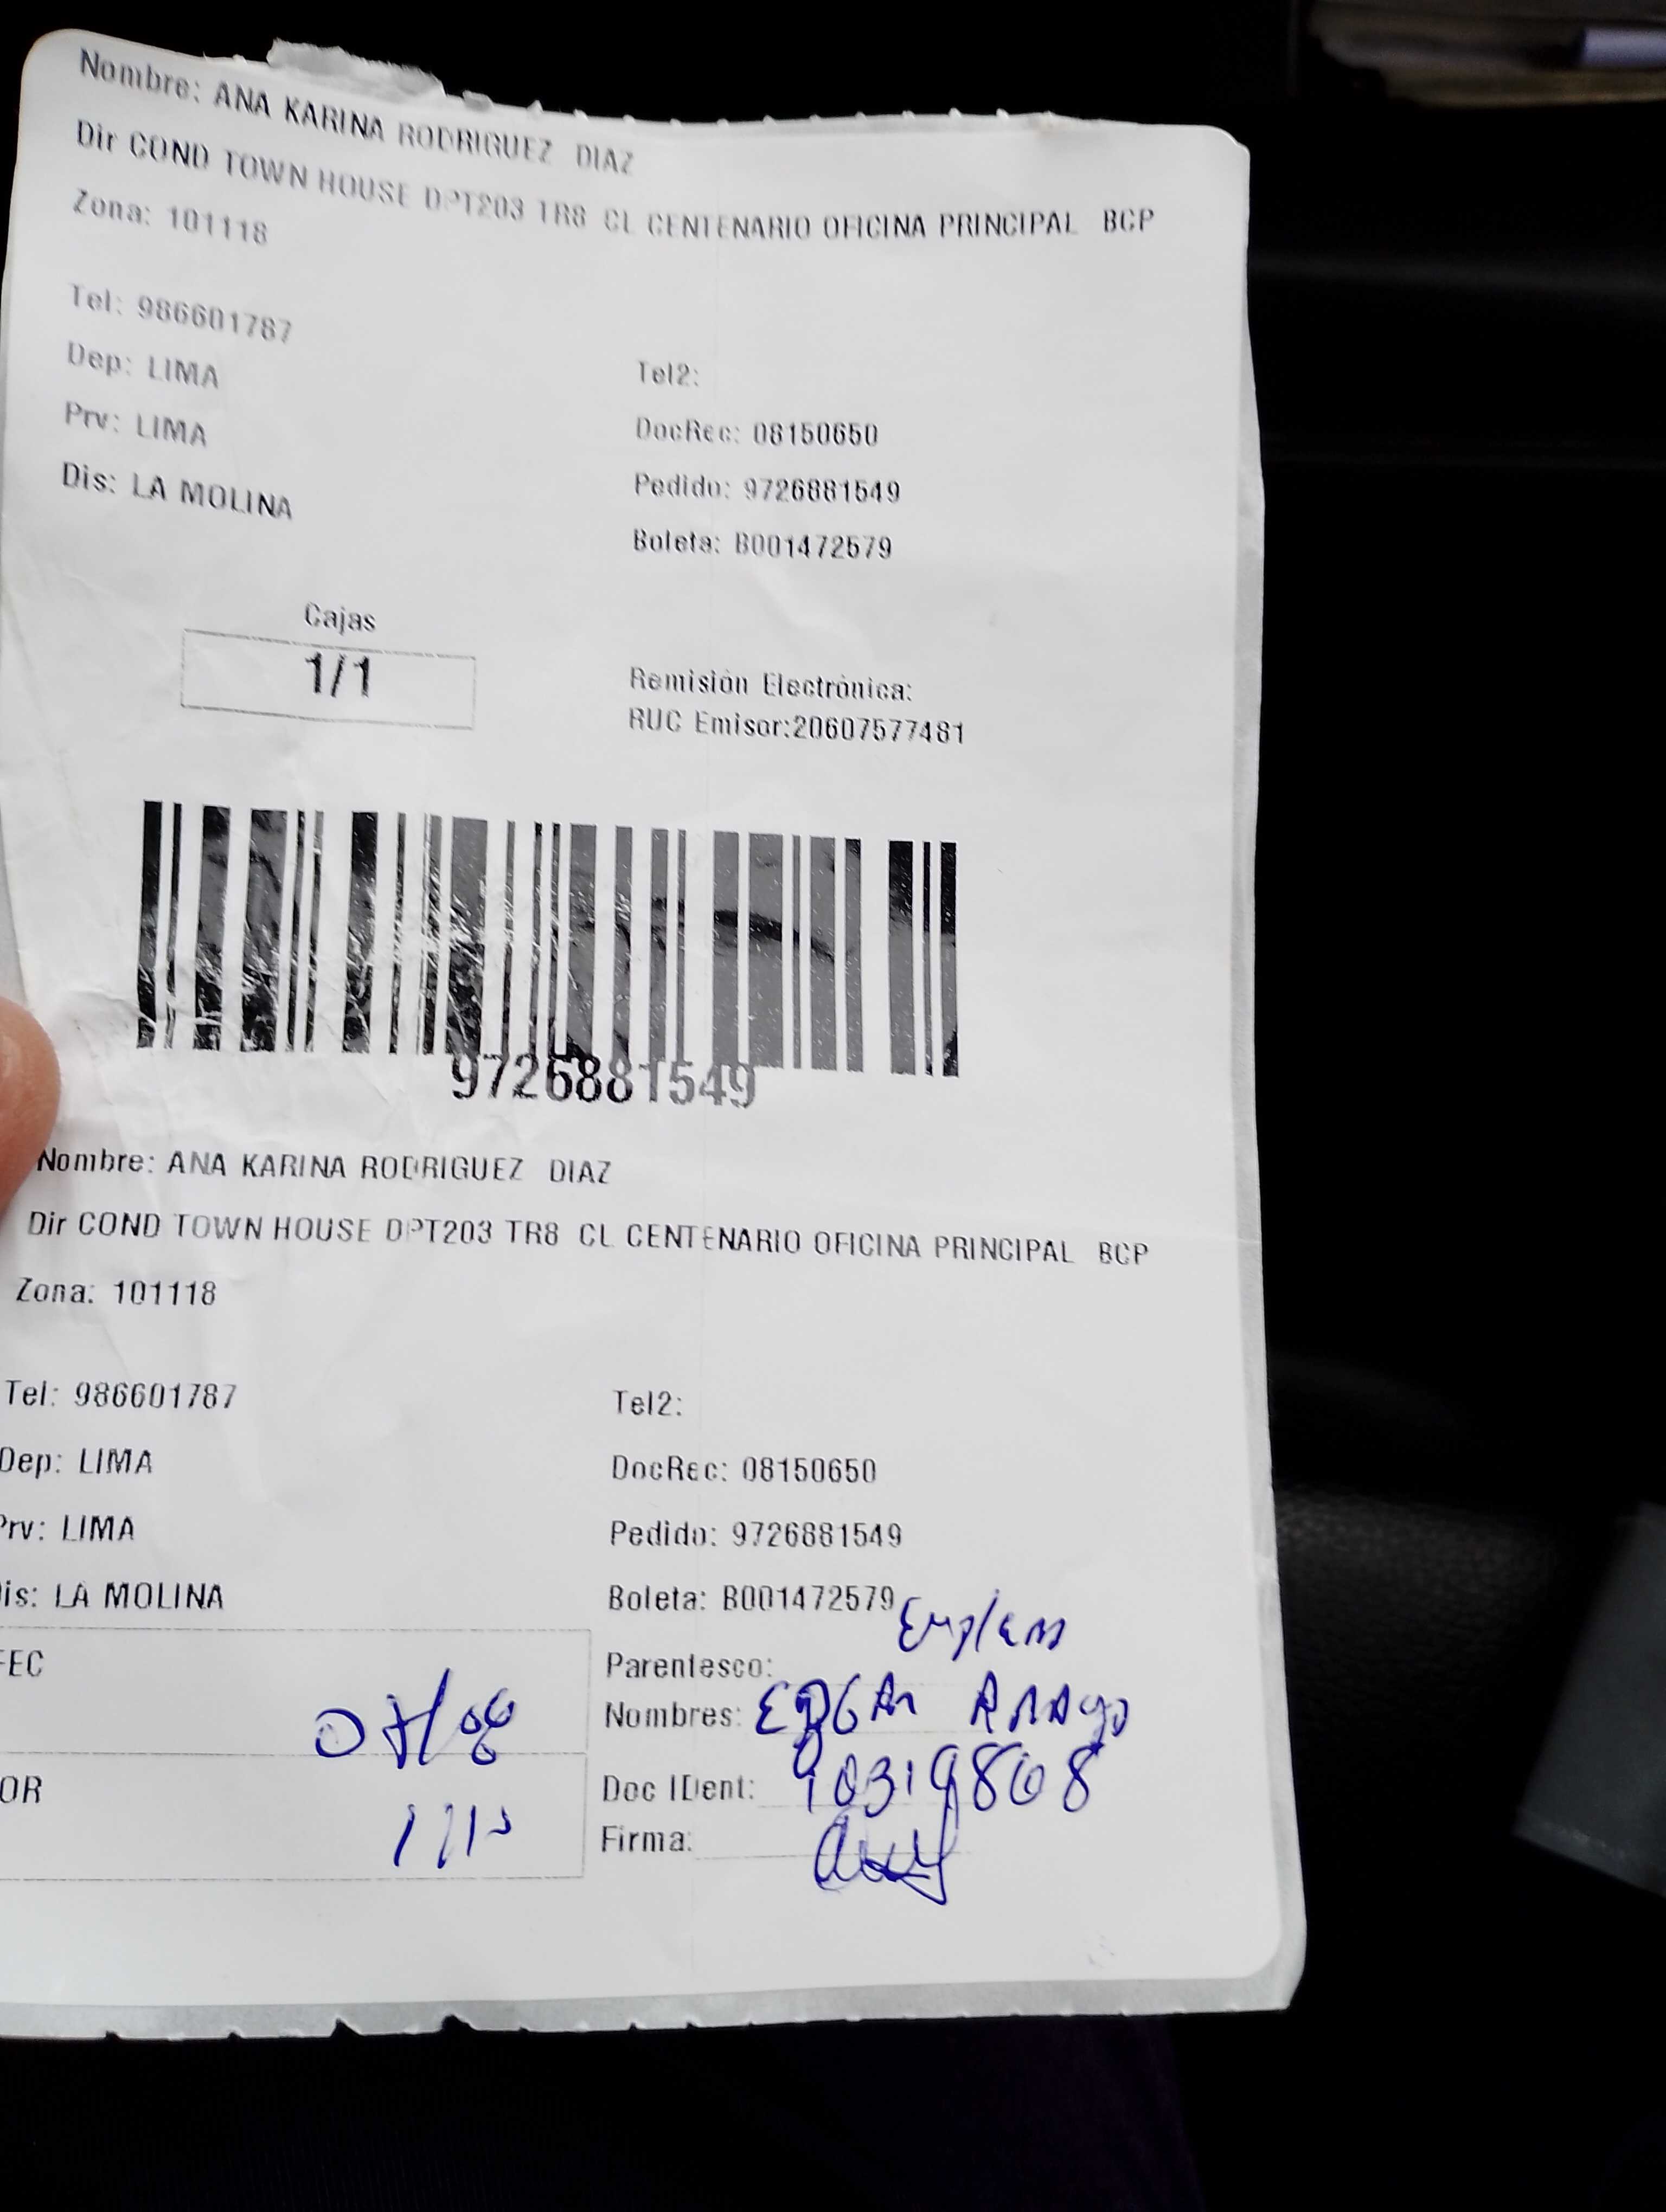 Nombre: ANA KARINA RODRIGUEZ DIAZ
Dir COND TOWN HOUSE DPT203 TR8 CL CENTENARIO OFICINA PRINCIPAL BCP
Zona: 101118
Tel: 986601787
Tel2:
Dep: LIMA
DocRec: 08150650
Prv: LIMA
Pedido: 9726881549
Dis: LA MOLINA
Boleta: B001472579
Cajas
1/1
Remisión Electrónica:
RUC Emisor:20607577481
9726881549
Nombre: ANA KARINA RODRIGUEZ DIAZ
Dir COND TOWN HOUSE DPT203 TR8 CL CENTENARIO OFICINA PRINCIPAL BCP
Zona: 101118
Tel: 986601787
Tel2:
Dep: LIMA
DocRec: 08150650
Prv: LIMA
Pedido: 9726881549
is: LA MOLINA
Boleta: B001472579
FEC
07/08
Parentesco:
Nombres: EDGAR
OR
Doc IDent:
Firma: